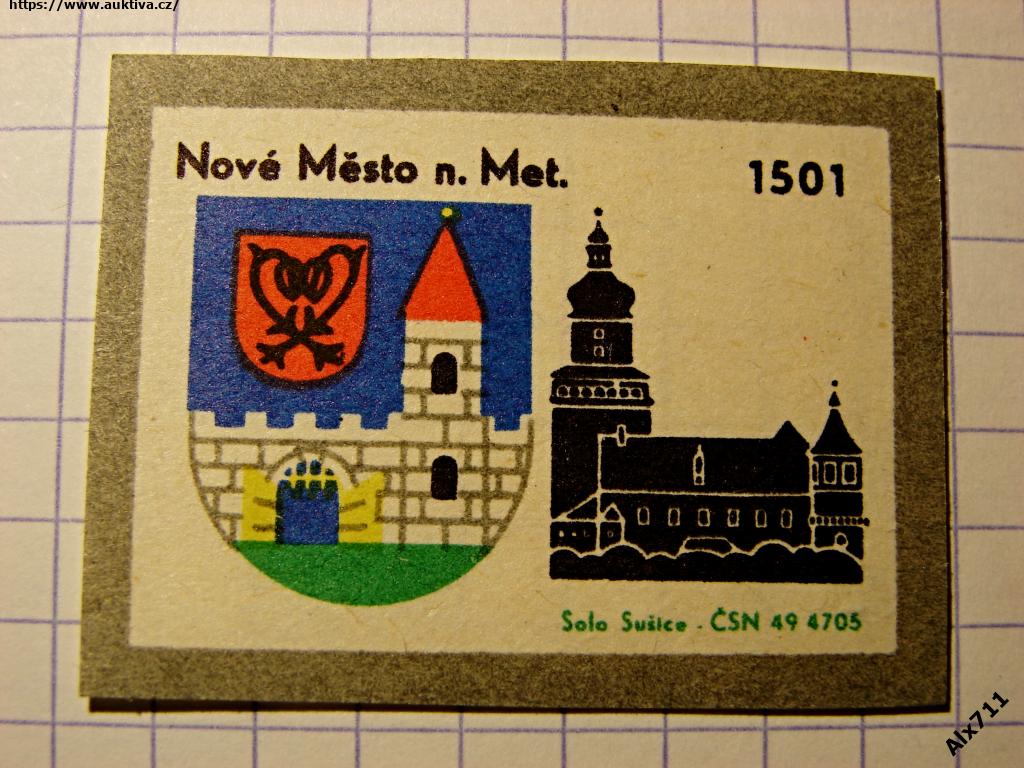 https://www.auktiva.cz/
Nové Město n. Met.
1501
Solo Sušice - ČSN 49 4705
Alx711